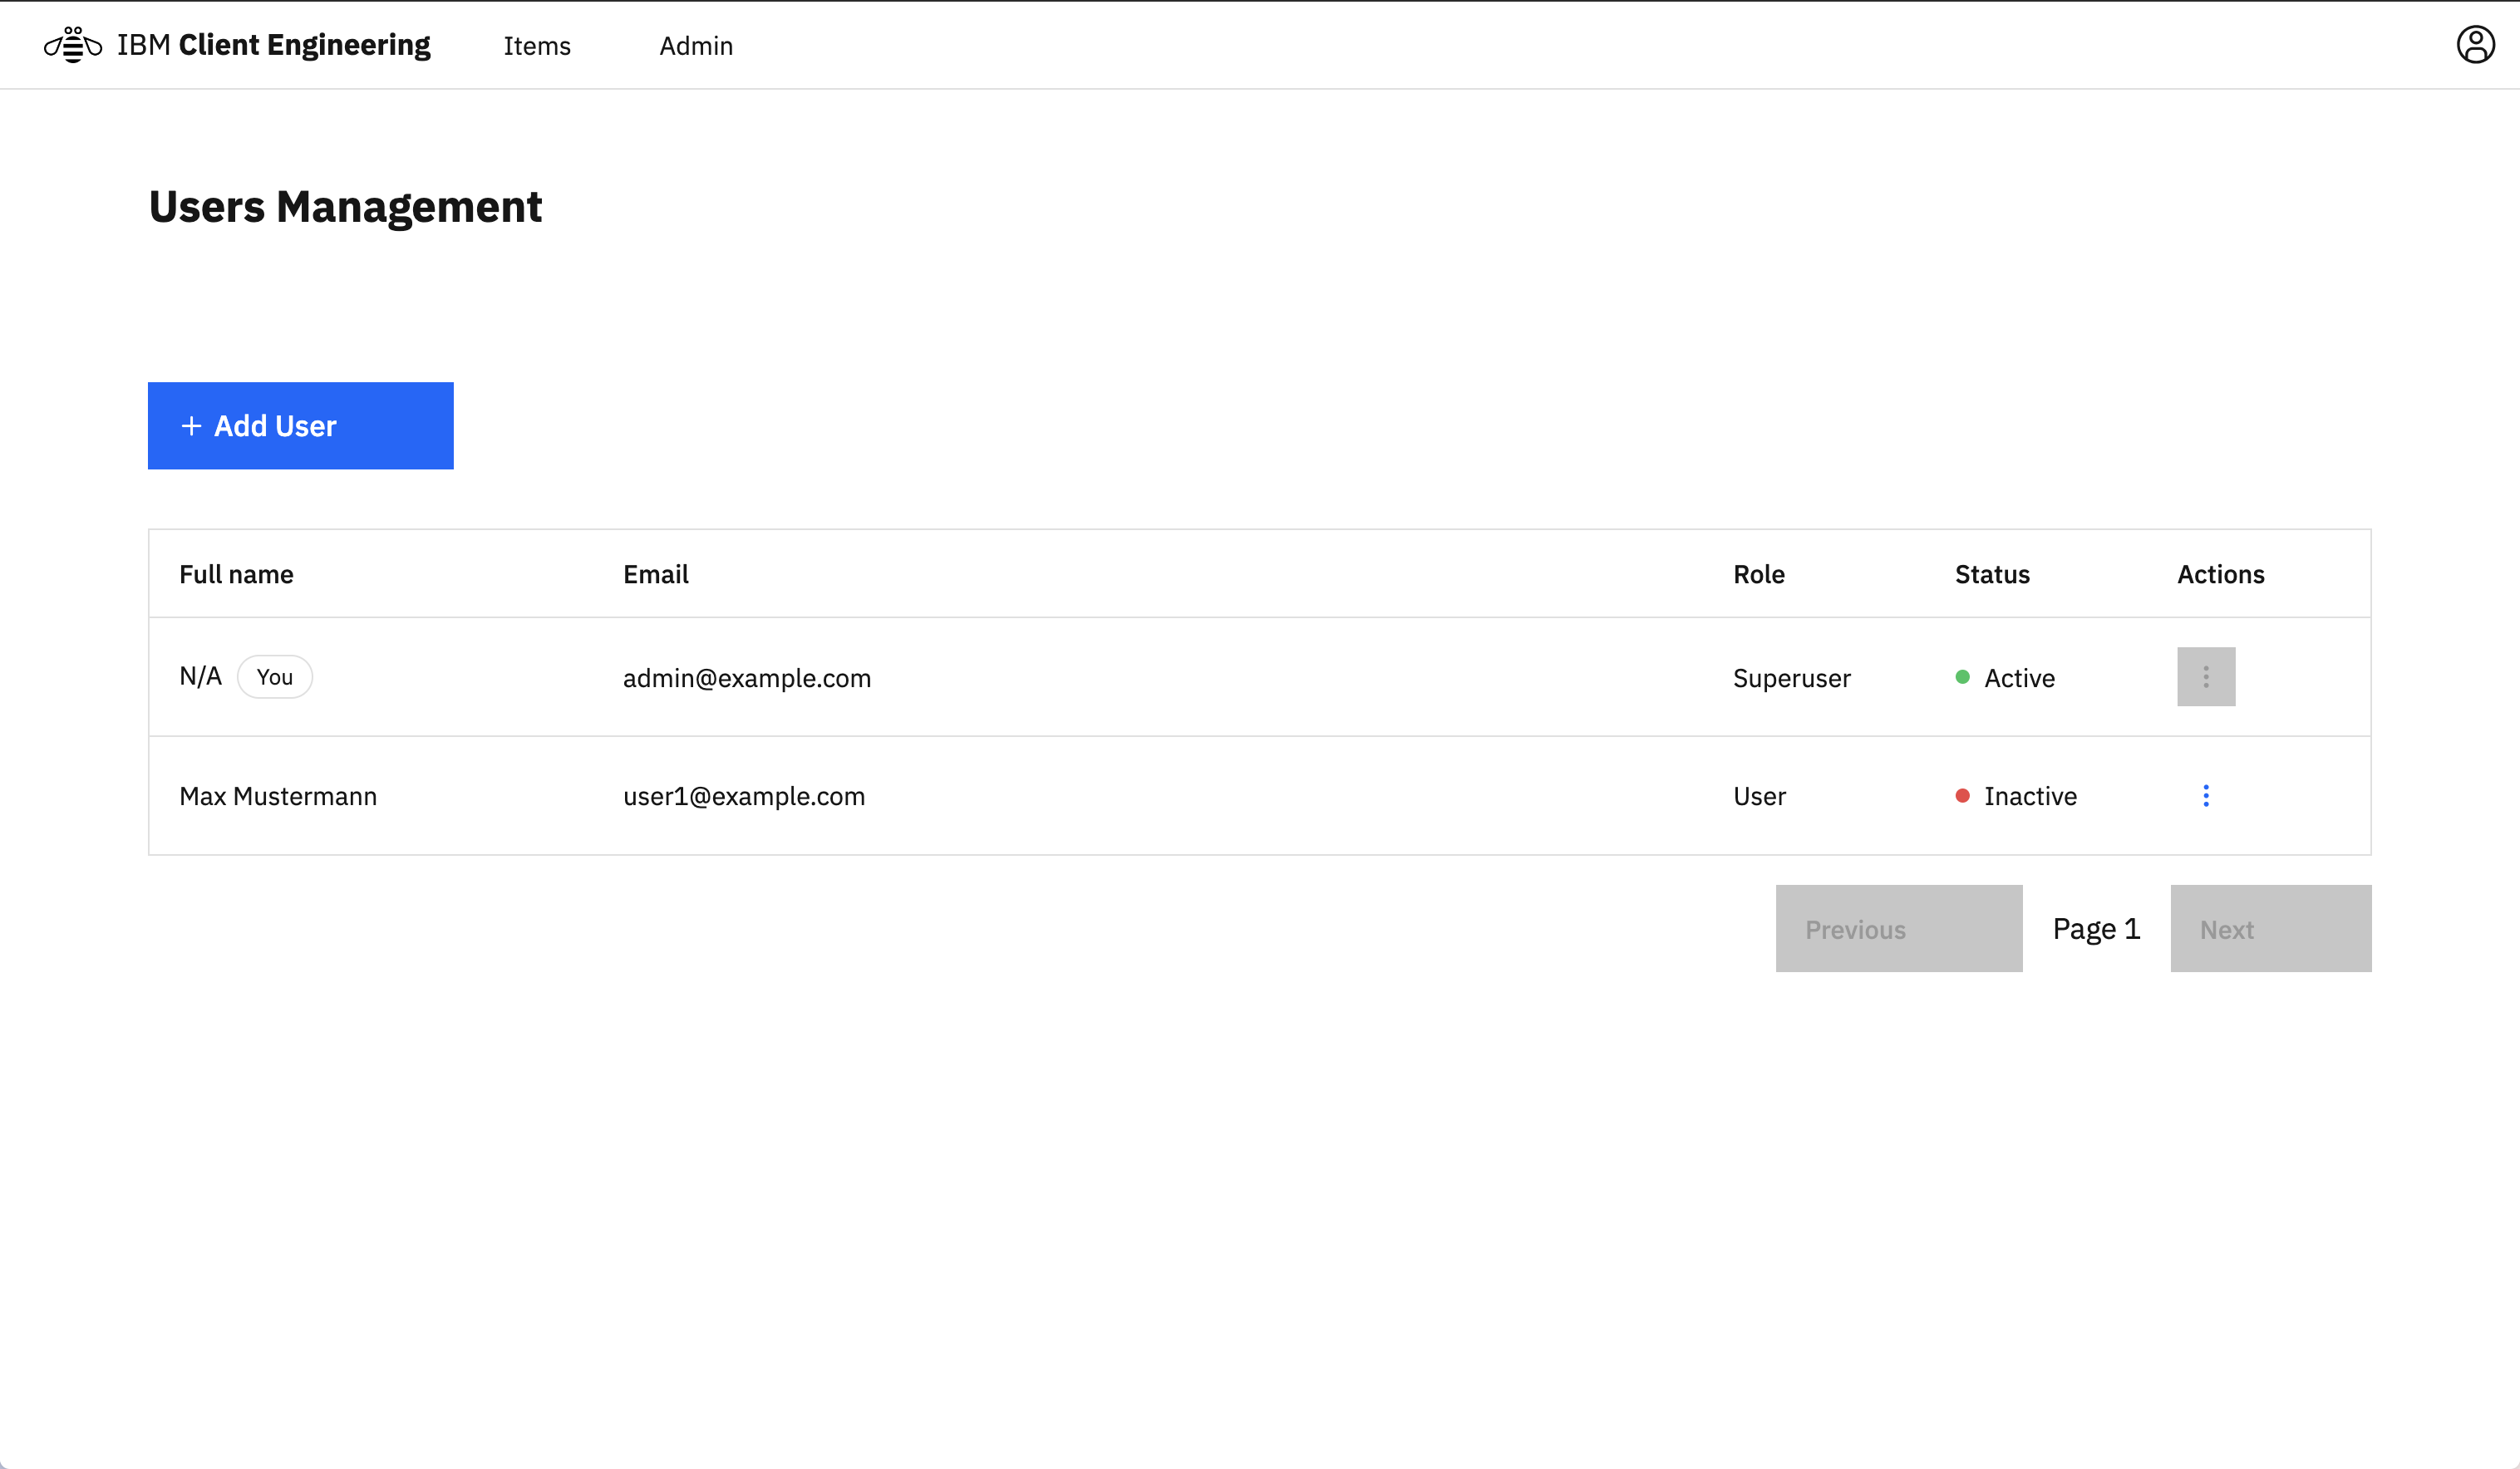 IBM Client Engineering Items Admin
Users Management
+ Add User
Full name Email Role Status Actions
N/A You admin@example.com Superuser Active
Max Mustermann user1@example.com User Inactive
Previous Page 1 Next